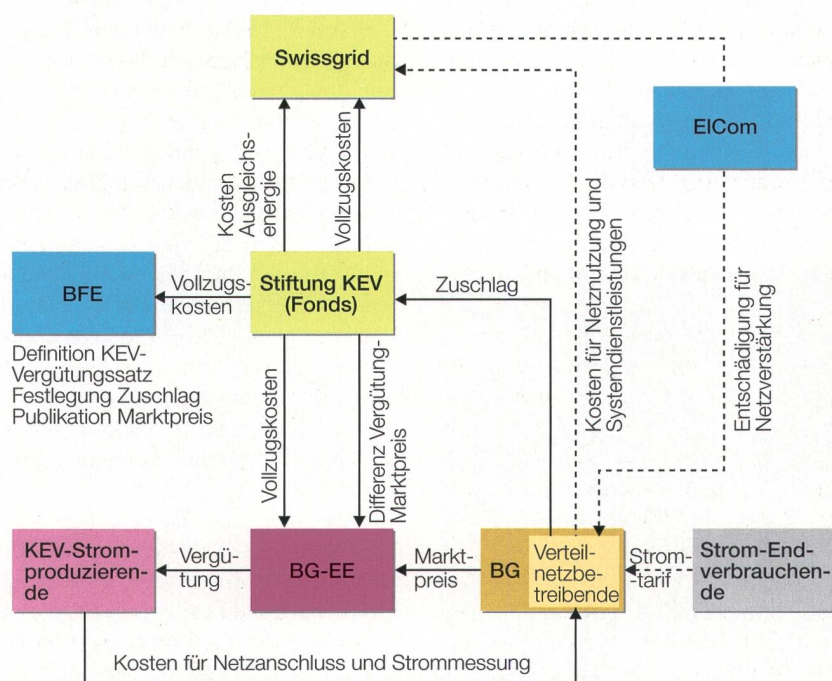 Swissgrid
ElCom
Kosten
Ausgleichs-
energie
Vollzugskosten
Kosten für Netznutzung und
Systemdienstleistungen
Entschädigung für
Netzverstärkung
BFE
Vollzugs-
kosten
Stiftung KEV
(Fonds)
Zuschlag
Definition KEV-
Vergütungssatz
Festlegung Zuschlag
Publikation Marktpreis
Vollzugskosten
Differenz Vergütung-
Marktpreis
KEV-Strom-
produzieren-
de
Vergü-
tung
BG-EE
Markt-
preis
BG
Verteil-
netzbe-
treibende
Strom-
-tarif
Strom-End-
verbrauchen-
de
Kosten für Netzanschluss und Strommessung